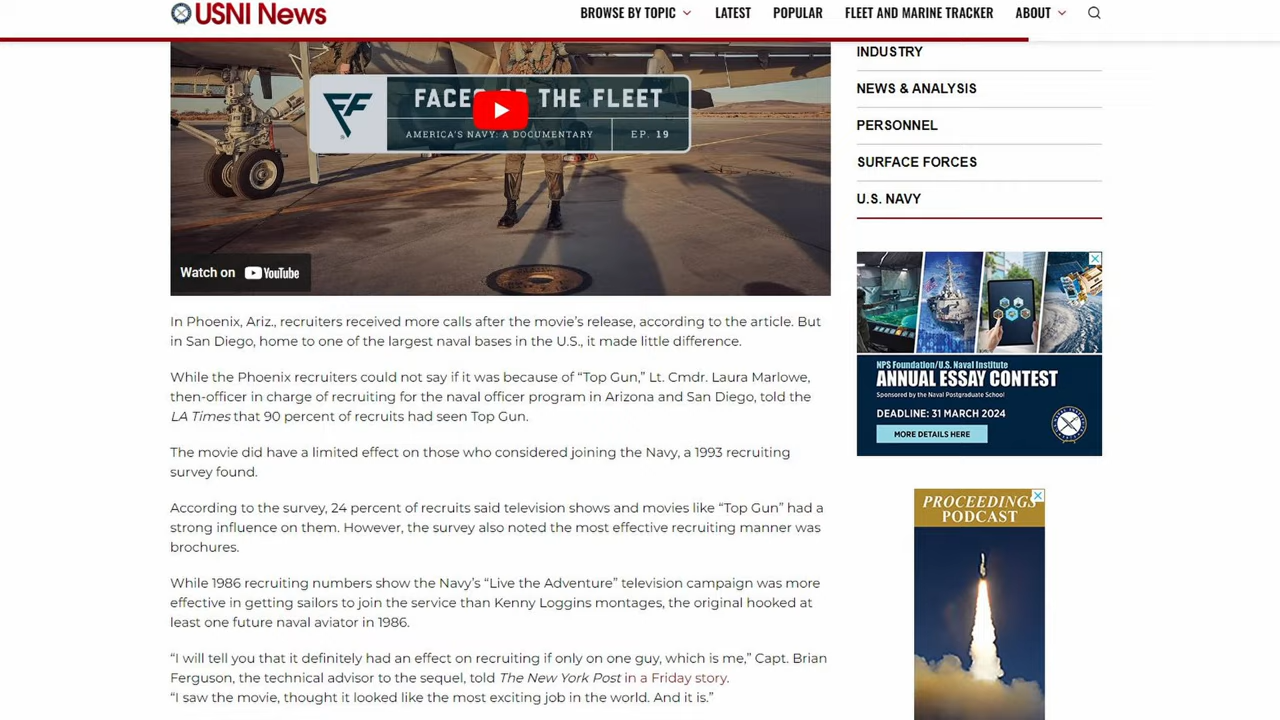 USNI News
BROWSE BY TOPIC
LATEST
POPULAR
FLEET AND MARINE TRACKER
ABOUT
FACES OF THE FLEET
AMERICA'S NAVY: A DOCUMENTARY
EP. 19
Watch on YouTube
In Phoenix, Ariz., recruiters received more calls after the movie's release, according to the article. But
in San Diego, home to one of the largest naval bases in the U.S., it made little difference.
While the Phoenix recruiters could not say if it was because of “Top Gun,” Lt. Cmdr. Laura Marlowe,
then-officer in charge of recruiting for the naval officer program in Arizona and San Diego, told the
LA Times that 90 percent of recruits had seen Top Gun.
The movie did have a limited effect on those who considered joining the Navy, a 1993 recruiting
survey found.
According to the survey, 24 percent of recruits said television shows and movies like “Top Gun” had a
strong influence on them. However, the survey also noted the most effective recruiting manner was
brochures.
While 1986 recruiting numbers show the Navy's “Live the Adventure” television campaign was more
effective in getting sailors to join the service than Kenny Loggins montages, the original hooked at
least one future naval aviator in 1986.
“I will tell you that it definitely had an effect on recruiting if only on one guy, which is me,” Capt. Brian
Ferguson, the technical advisor to the sequel, told The New York Post in a Friday story.
“I saw the movie, thought it looked like the most exciting job in the world. And it is.”
INDUSTRY
NEWS & ANALYSIS
PERSONNEL
SURFACE FORCES
U.S. NAVY
NPS Foundation/U.S. Naval Institute
ANNUAL ESSAY CONTEST
Sponsored by the Naval Postgraduate School
DEADLINE: 31 MARCH 2024
MORE DETAILS HERE
PROCEEDINGS
PODCAST